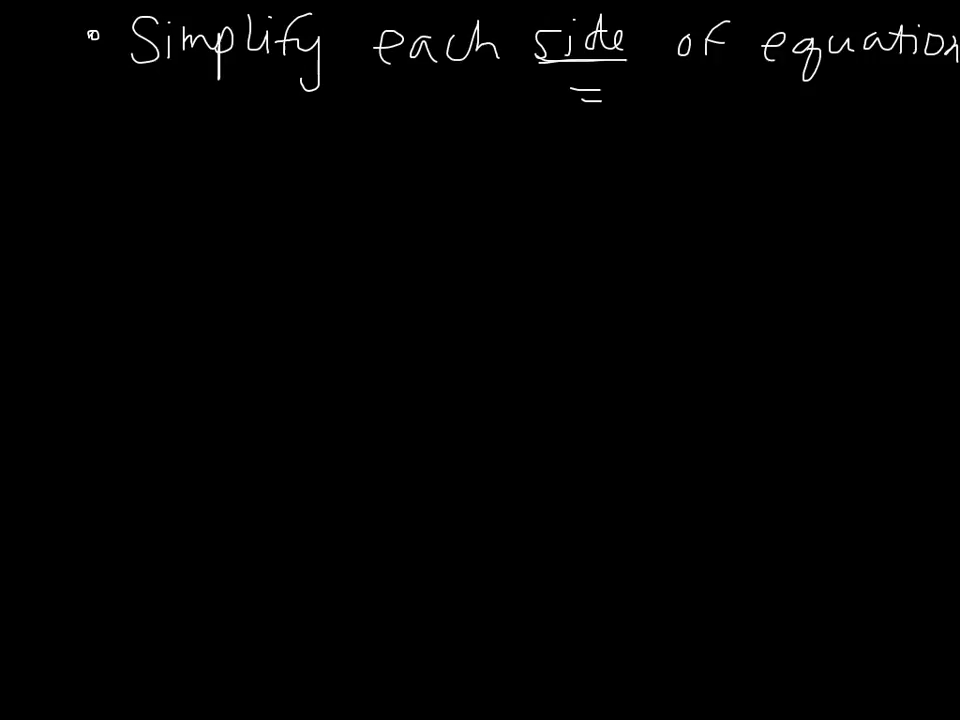 • Simplify each side of equation
=